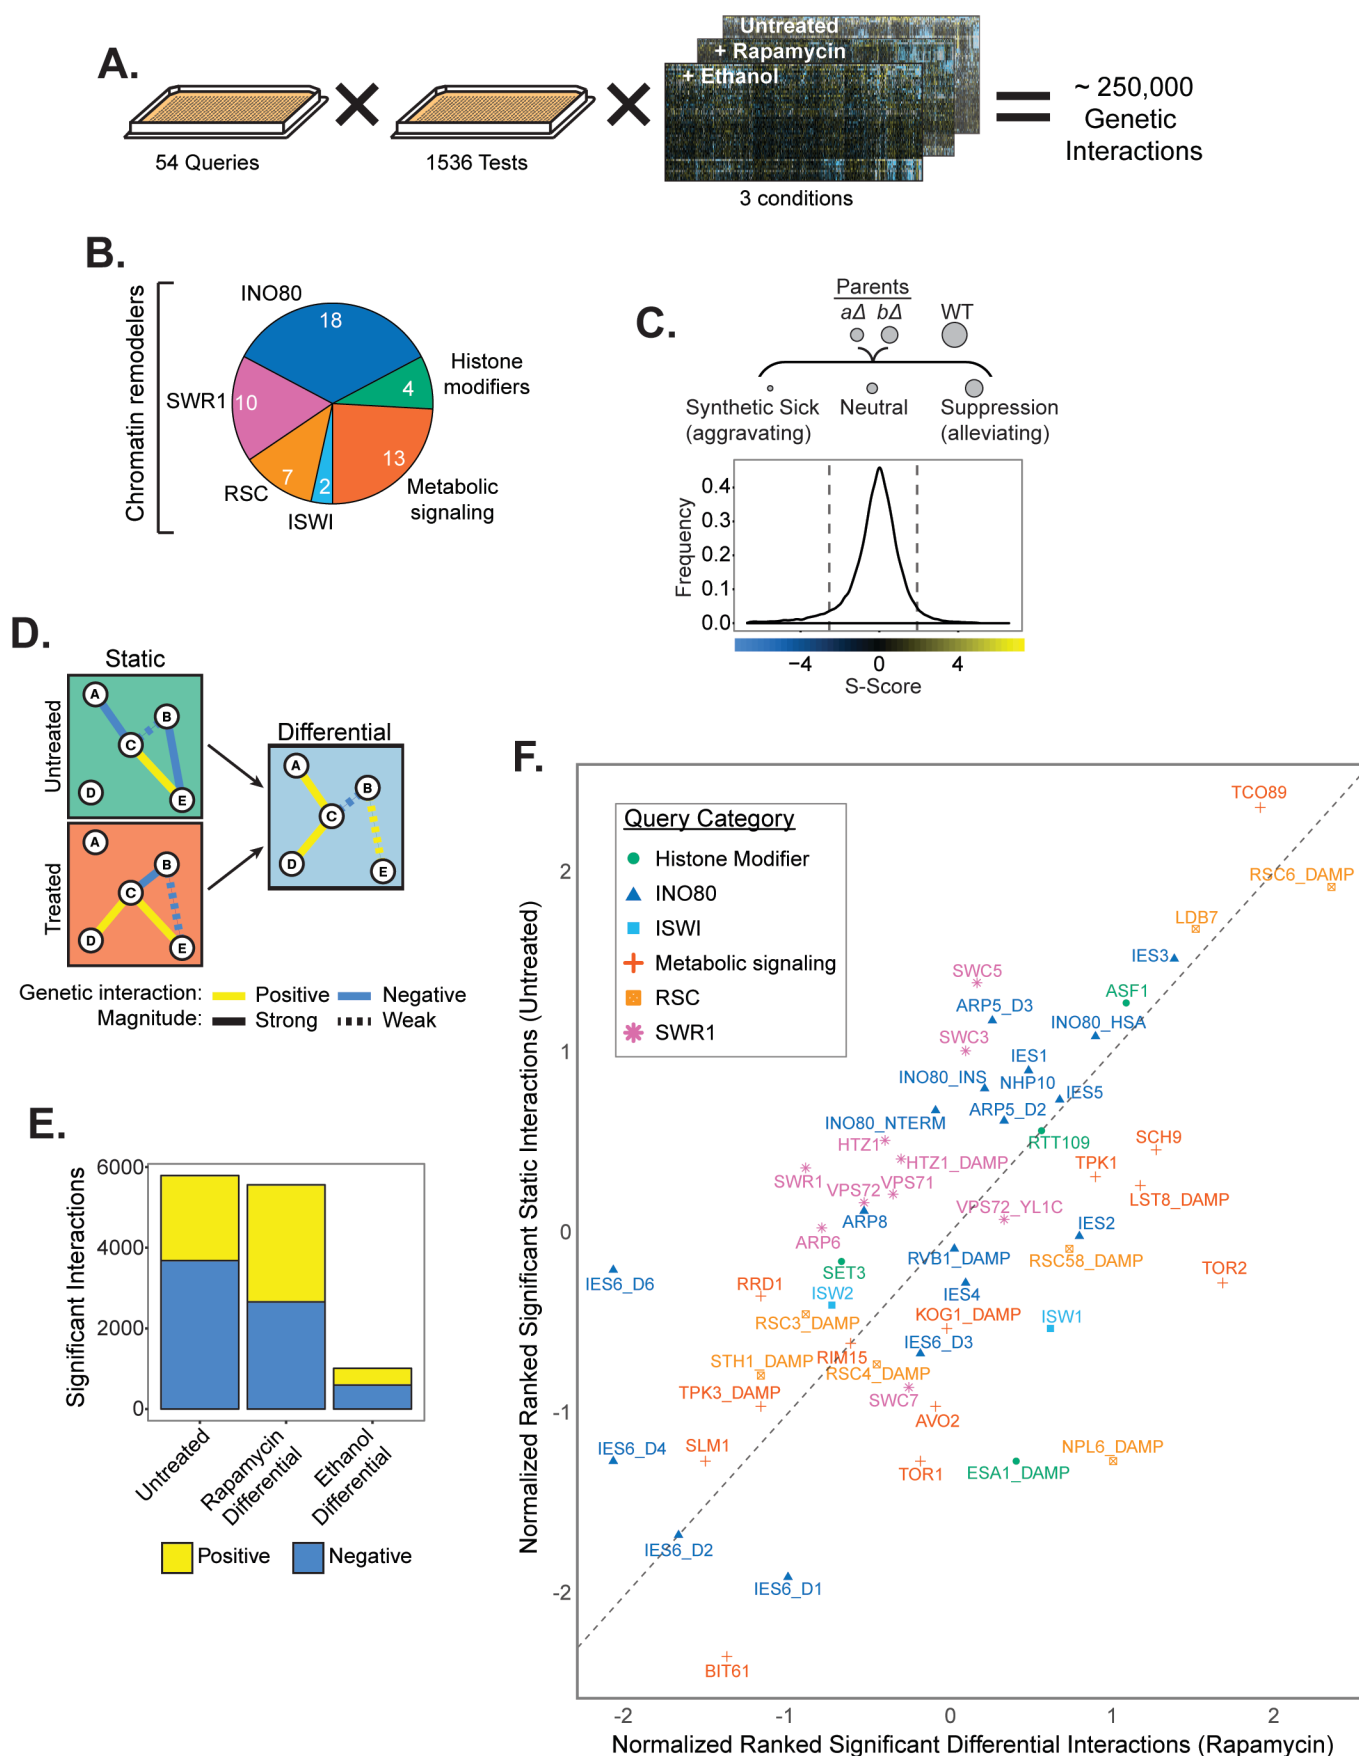 A.
54 Queries
1536 Tests
Untreated
+ Rapamycin
+ Ethanol
3 conditions
~ 250,000
Genetic
Interactions
B.
Chromatin remodelers
INO80
18
Histone
modifiers
4
SWR1
10
13
Metabolic
signaling
7
RSC
2
ISWI
C.
Parents
aΔ bΔ
WT
Synthetic Sick
(aggravating)
Neutral
Suppression
(alleviating)
Frequency
0.4
0.3
0.2
0.1
0.0
−4 0 4
S-Score
D.
Static
Untreated
A
B
C
D
E
Treated
A
B
C
D
E
Differential
A
B
C
D
E
Genetic interaction: Positive Negative
Magnitude: Strong Weak
E.
Significant Interactions
6000
4000
2000
0
Untreated
Rapamycin
Differential
Ethanol
Differential
Positive Negative
F.
Normalized Ranked Significant Static Interactions (Untreated)
2
1
0
-1
-2
Query Category
Histone Modifier
INO80
ISWI
Metabolic signaling
RSC
SWR1
TCO89
RSC6_DAMP
LDB7
IES3
SWC5
ASF1
ARP5_D3
INO80_HSA
SWC3
IES1
INO80_INS
NHP10
IES5
ARP5_D2
INO80_NTERM
HTZ1
RTT109
SCH9
HTZ1_DAMP
TPK1
SWR1
VPS72
VPS71
LST8_DAMP
VPS72_YL1C
ARP8
IES2
ARP6
RVB1_DAMP
RSC58_DAMP
SET3
TOR2
IES6_D6
RRD1
ISW2
IES4
RSC3_DAMP
KOG1_DAMP
ISW1
IES6_D3
RIM15
STH1_DAMP
RSC4_DAMP
TPK3_DAMP
SWC7
AVO2
IES6_D4
SLM1
NPL6_DAMP
TOR1
ESA1_DAMP
IES6_D2
IES6_D1
BIT61
-2 -1 0 1 2
Normalized Ranked Significant Differential Interactions (Rapamycin)